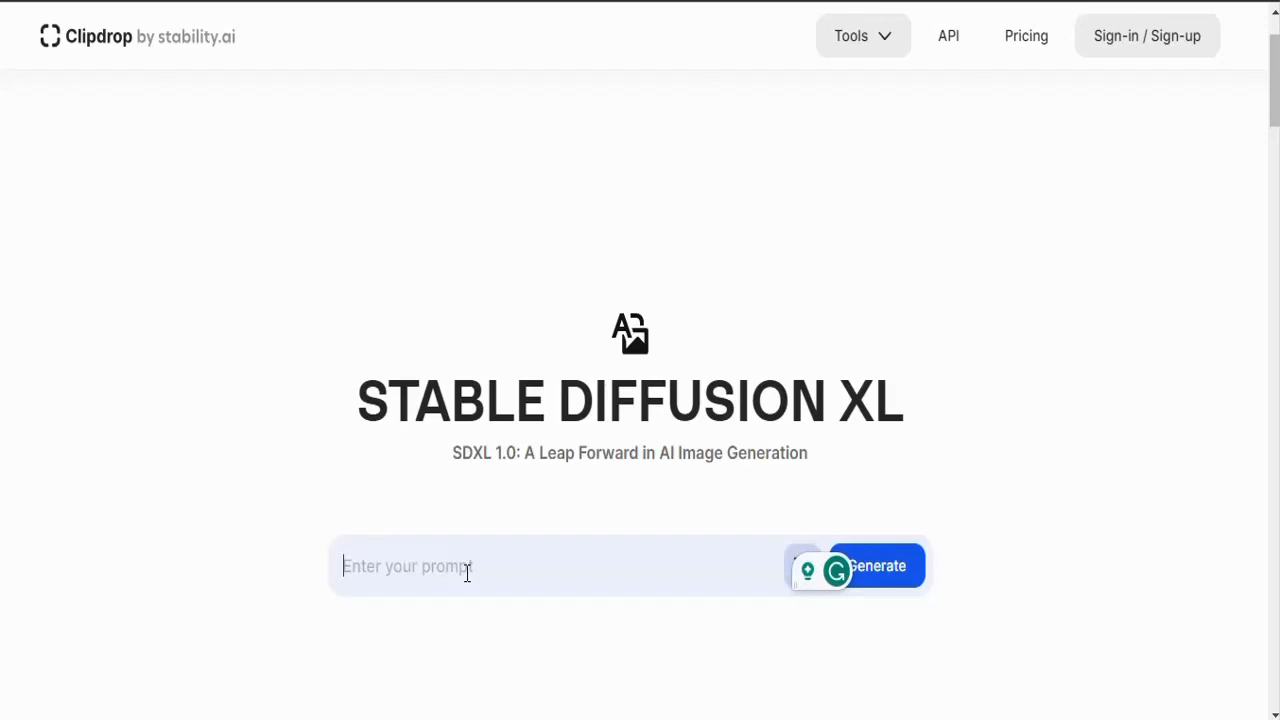 Clipdrop by stability.ai
Tools
API
Pricing
Sign-in / Sign-up
STABLE DIFFUSION XL
SDXL 1.0: A Leap Forward in AI Image Generation
Enter your prompt
Generate